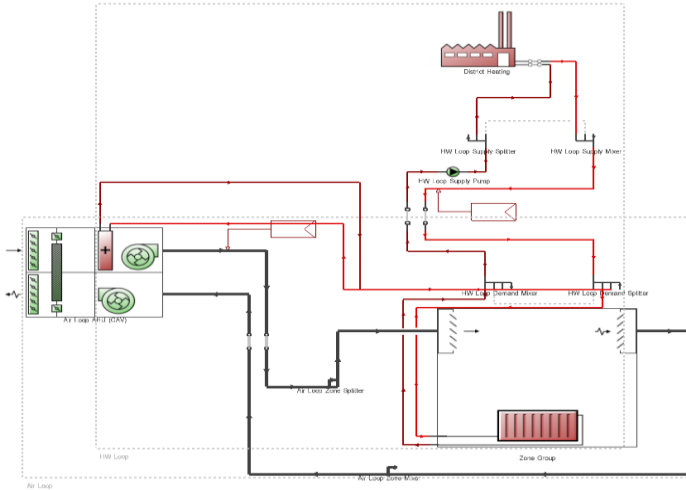 District Heating
HW Loop Supply Splitter
HW Loop Supply Mixer
HW Loop Supply Pump
HW Loop Demand Mixer
HW Loop Demand Splitter
Air Loop AHU (CAV)
Air Loop Zone Splitter
HW Loop
Zone Group
Air Loop Zone Mixer
Air Loop